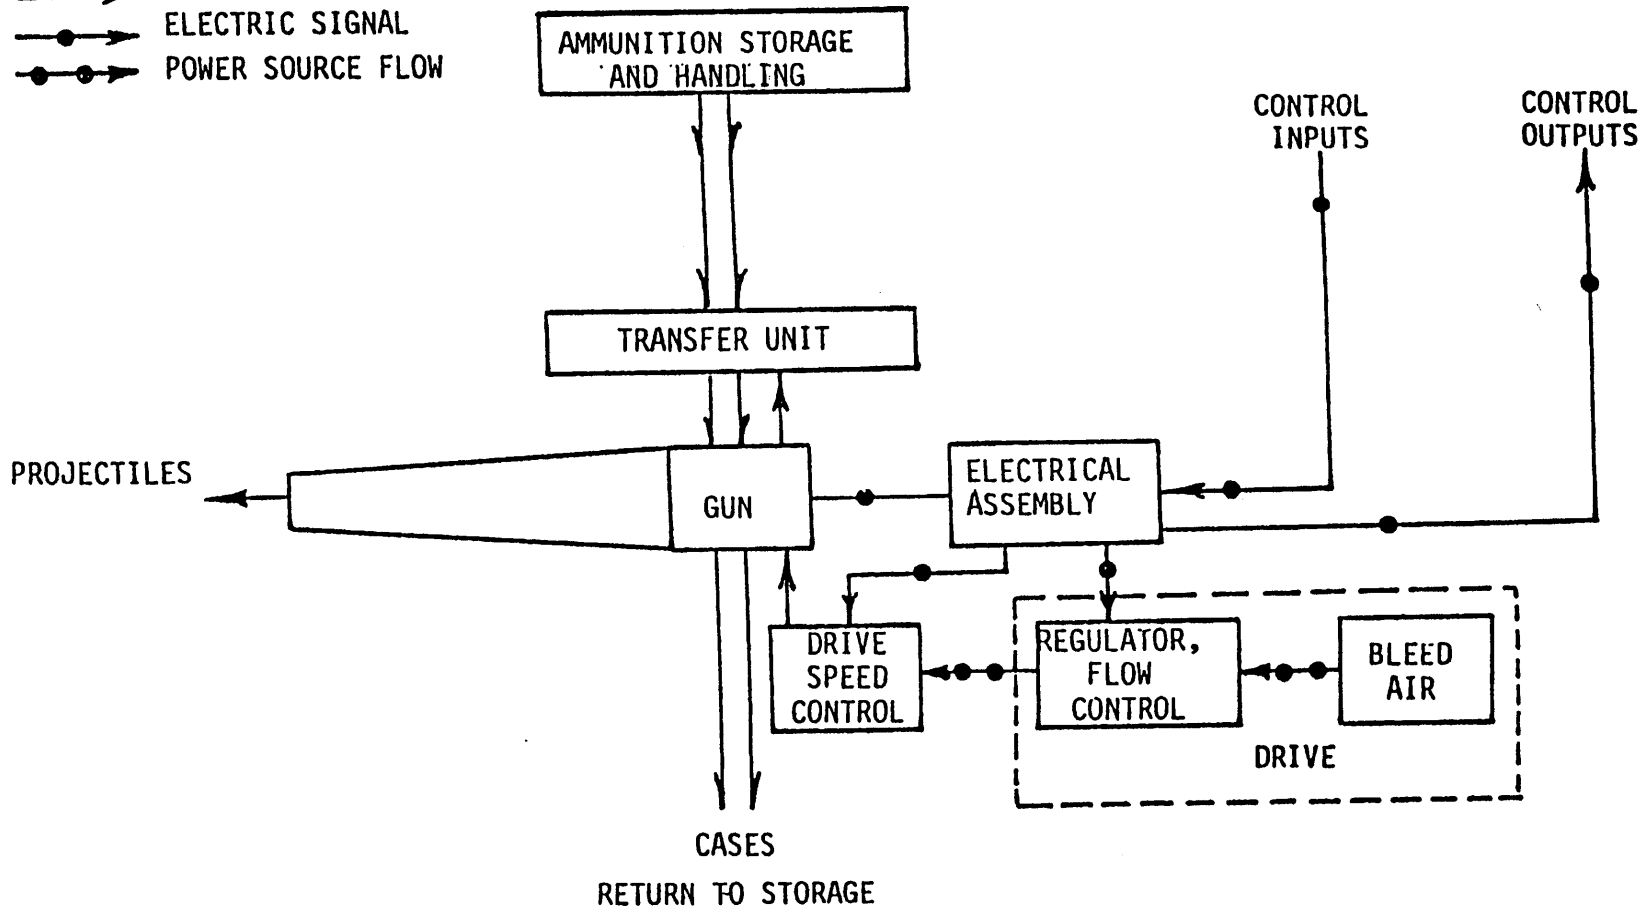 ELECTRIC SIGNAL
POWER SOURCE FLOW
AMMUNITION STORAGE
AND HANDLING
CONTROL
INPUTS
CONTROL
OUTPUTS
TRANSFER UNIT
PROJECTILES
GUN
ELECTRICAL
ASSEMBLY
DRIVE
SPEED
CONTROL
REGULATOR,
FLOW
CONTROL
BLEED
AIR
DRIVE
CASES
RETURN TO STORAGE